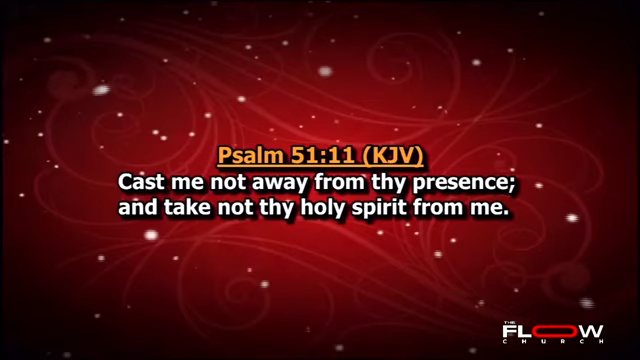 Psalm 51:11 (KJV)
Cast me not away from thy presence;
and take not thy holy spirit from me.
THE
FLOW
CHURCH